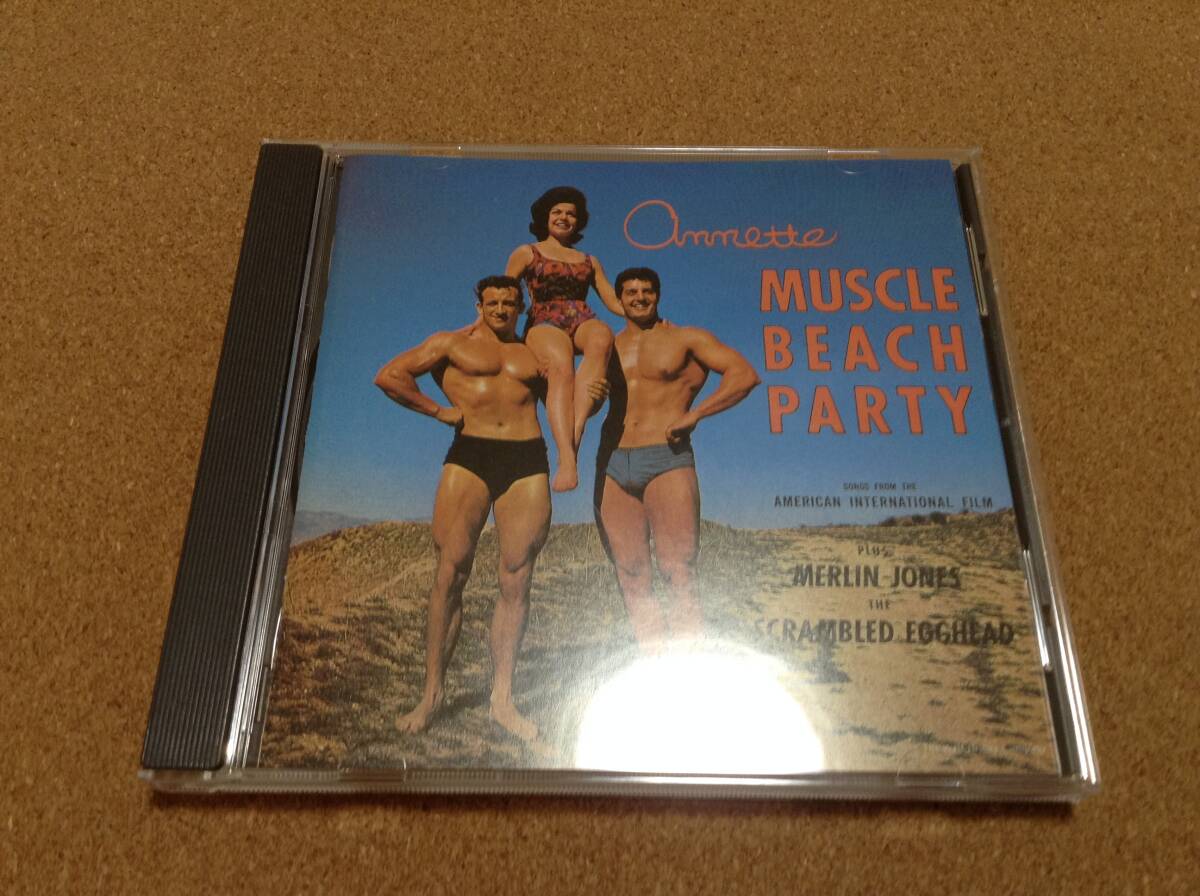 Annette
MUSCLE
BEACH
PARTY
SONGS FROM THE
AMERICAN INTERNATIONAL FILM
PLUS
MERLIN JONES
THE
SCRAMBLED EGGHEAD